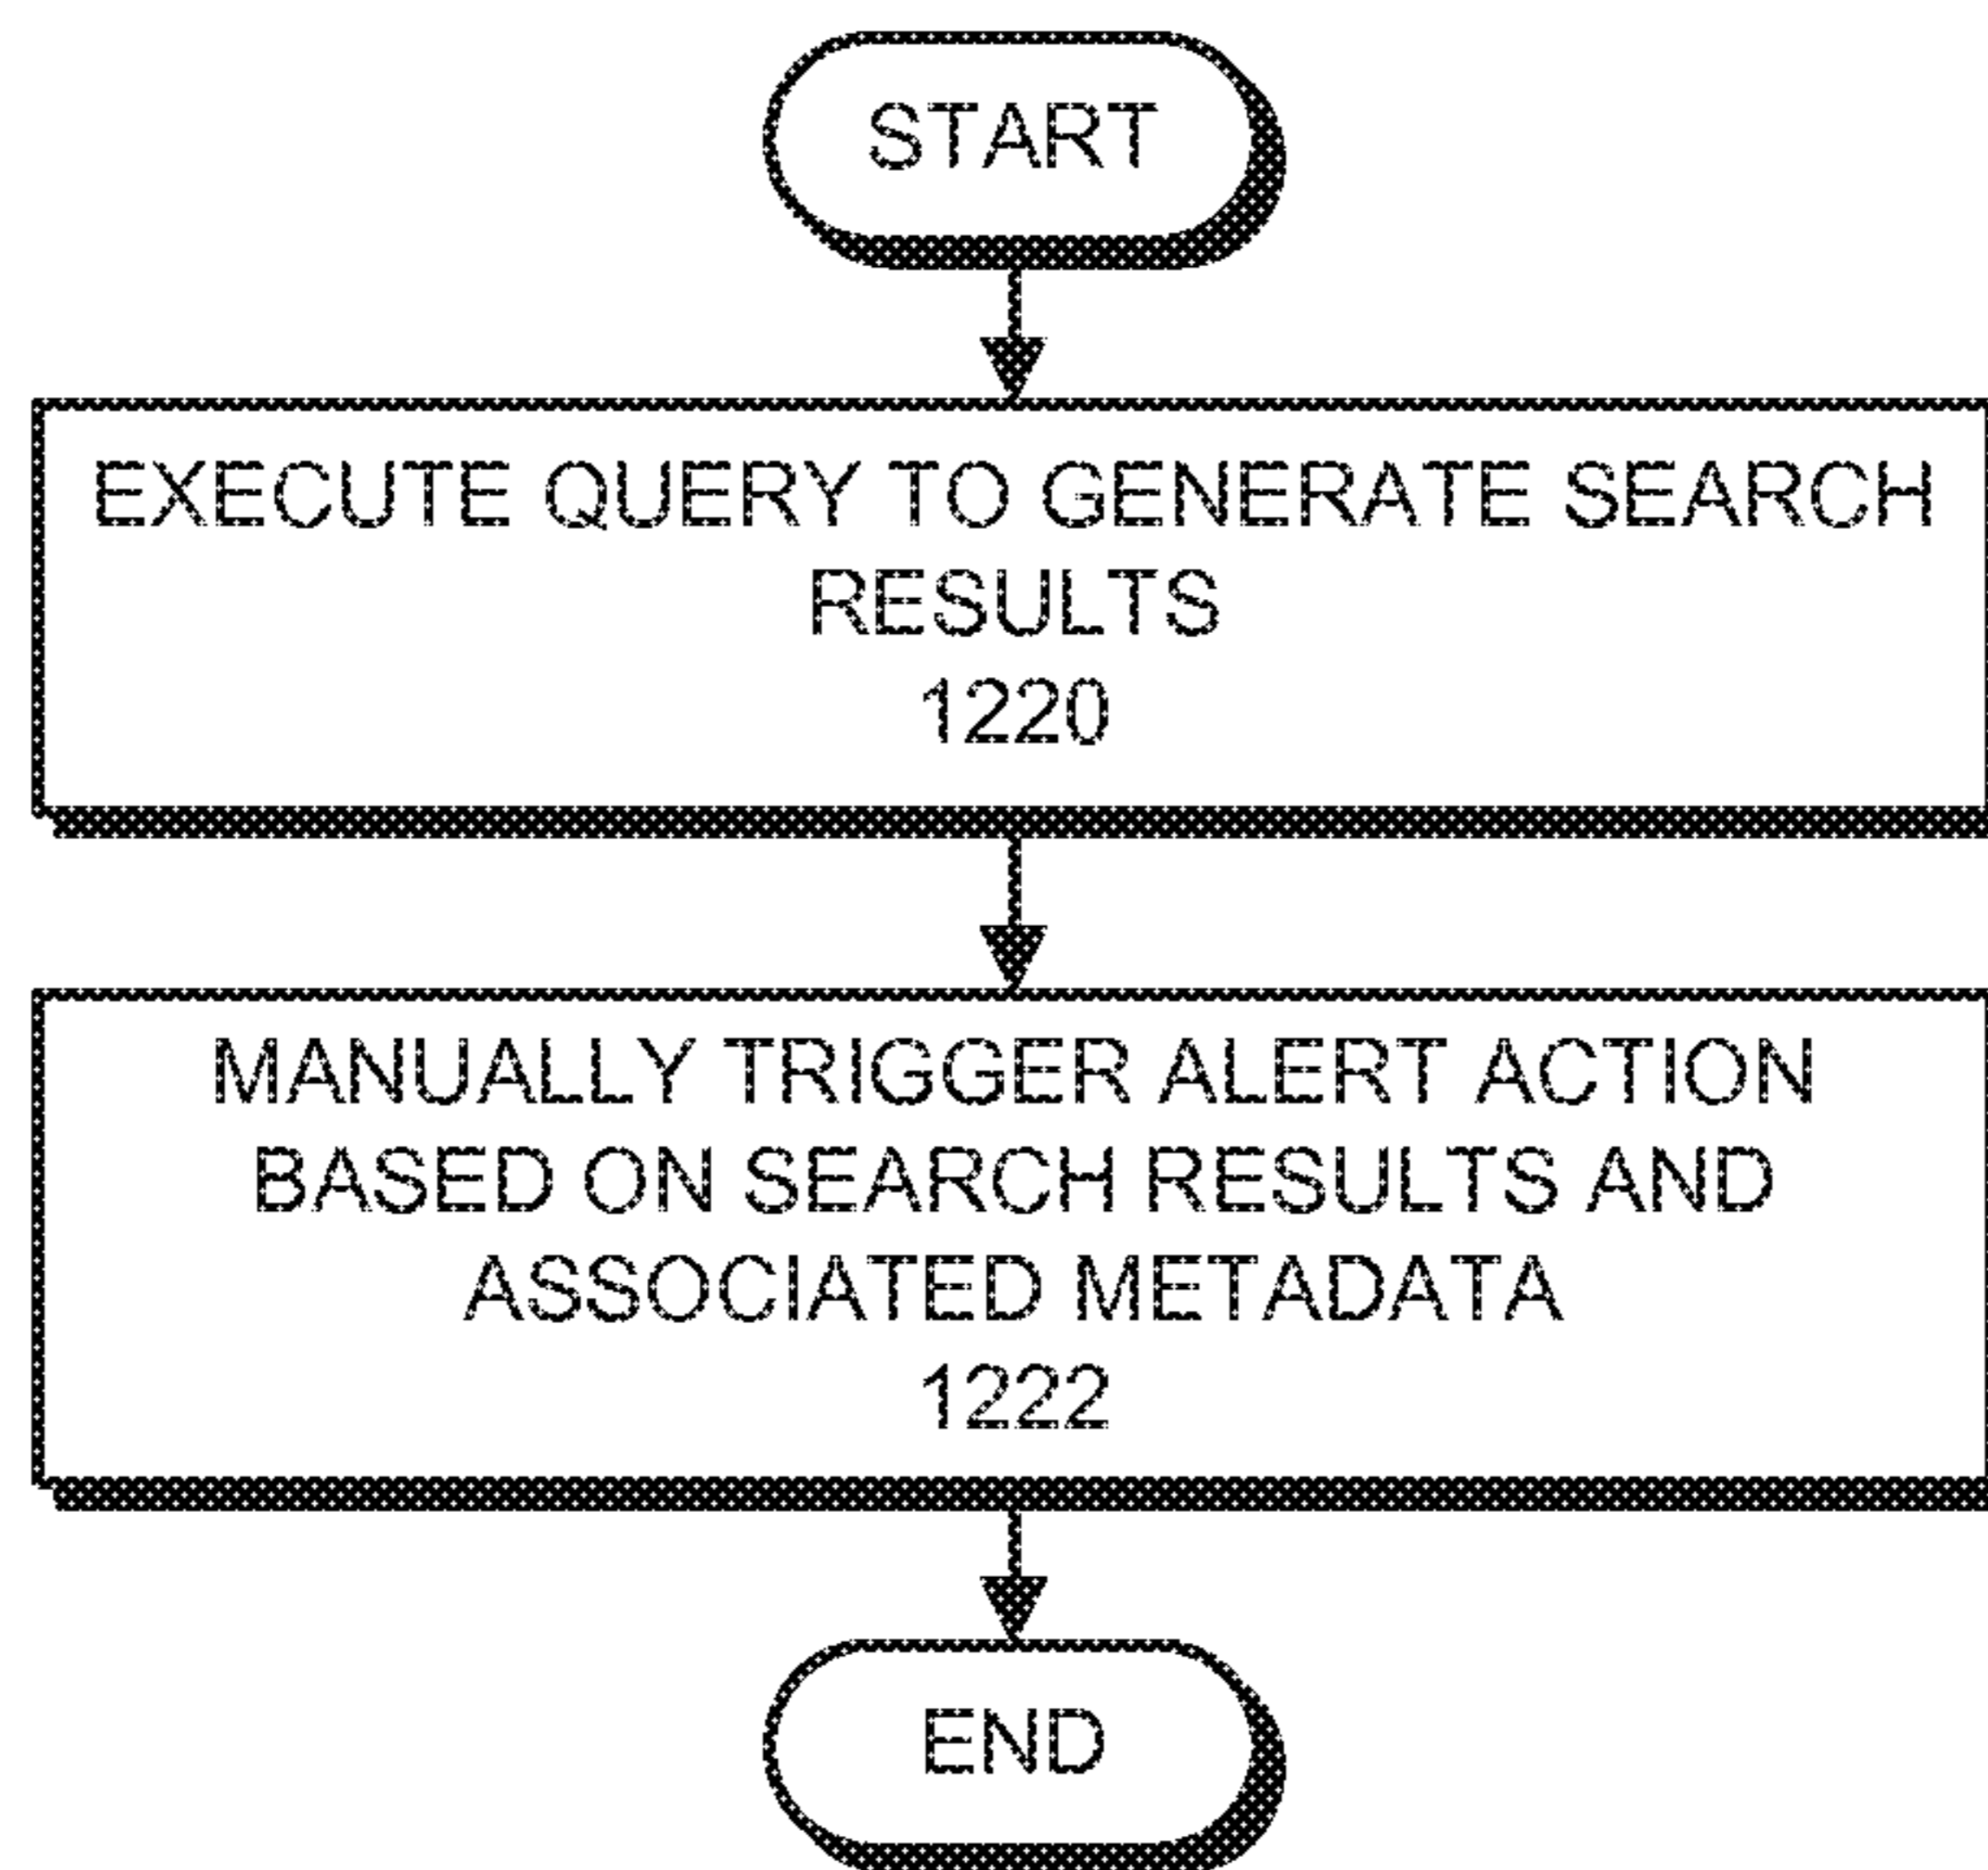 START
EXECUTE QUERY TO GENERATE SEARCH
RESULTS
1220
MANUALLY TRIGGER ALERT ACTION
BASED ON SEARCH RESULTS AND
ASSOCIATED METADATA
1222
END